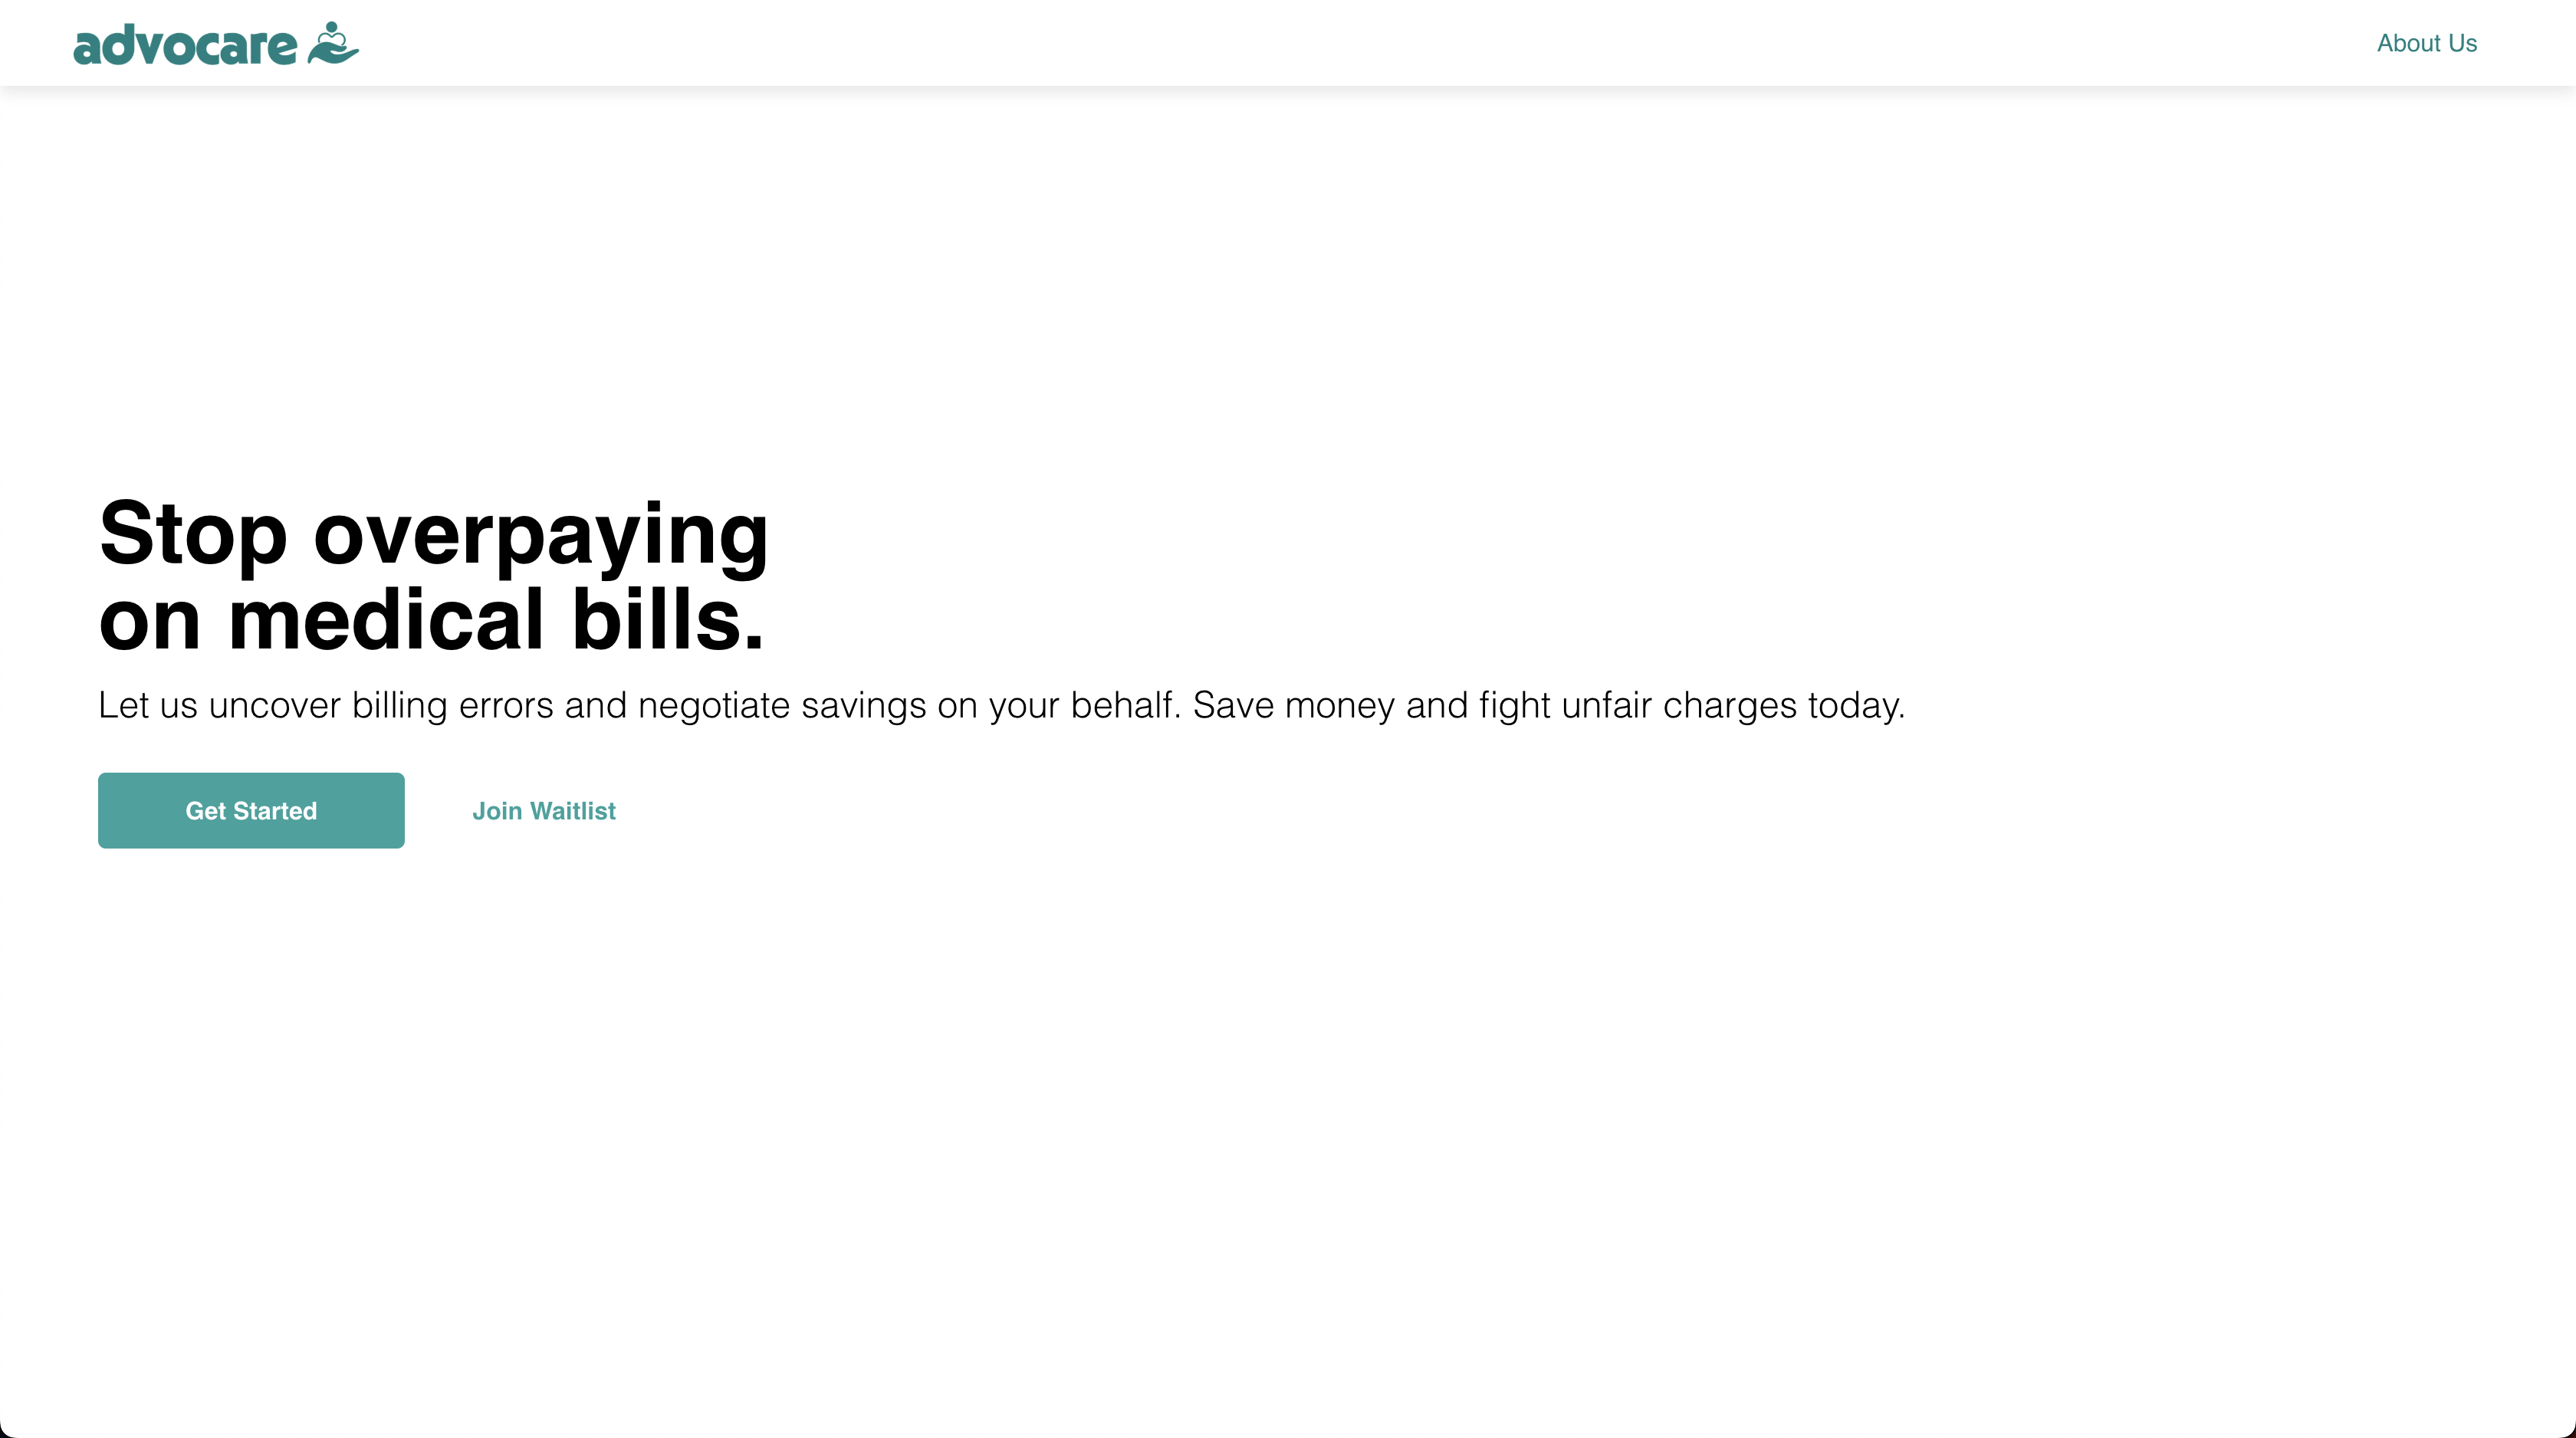 advocare
About Us
Stop overpaying
on medical bills.
Let us uncover billing errors and negotiate savings on your behalf. Save money and fight unfair charges today.
Get Started
Join Waitlist